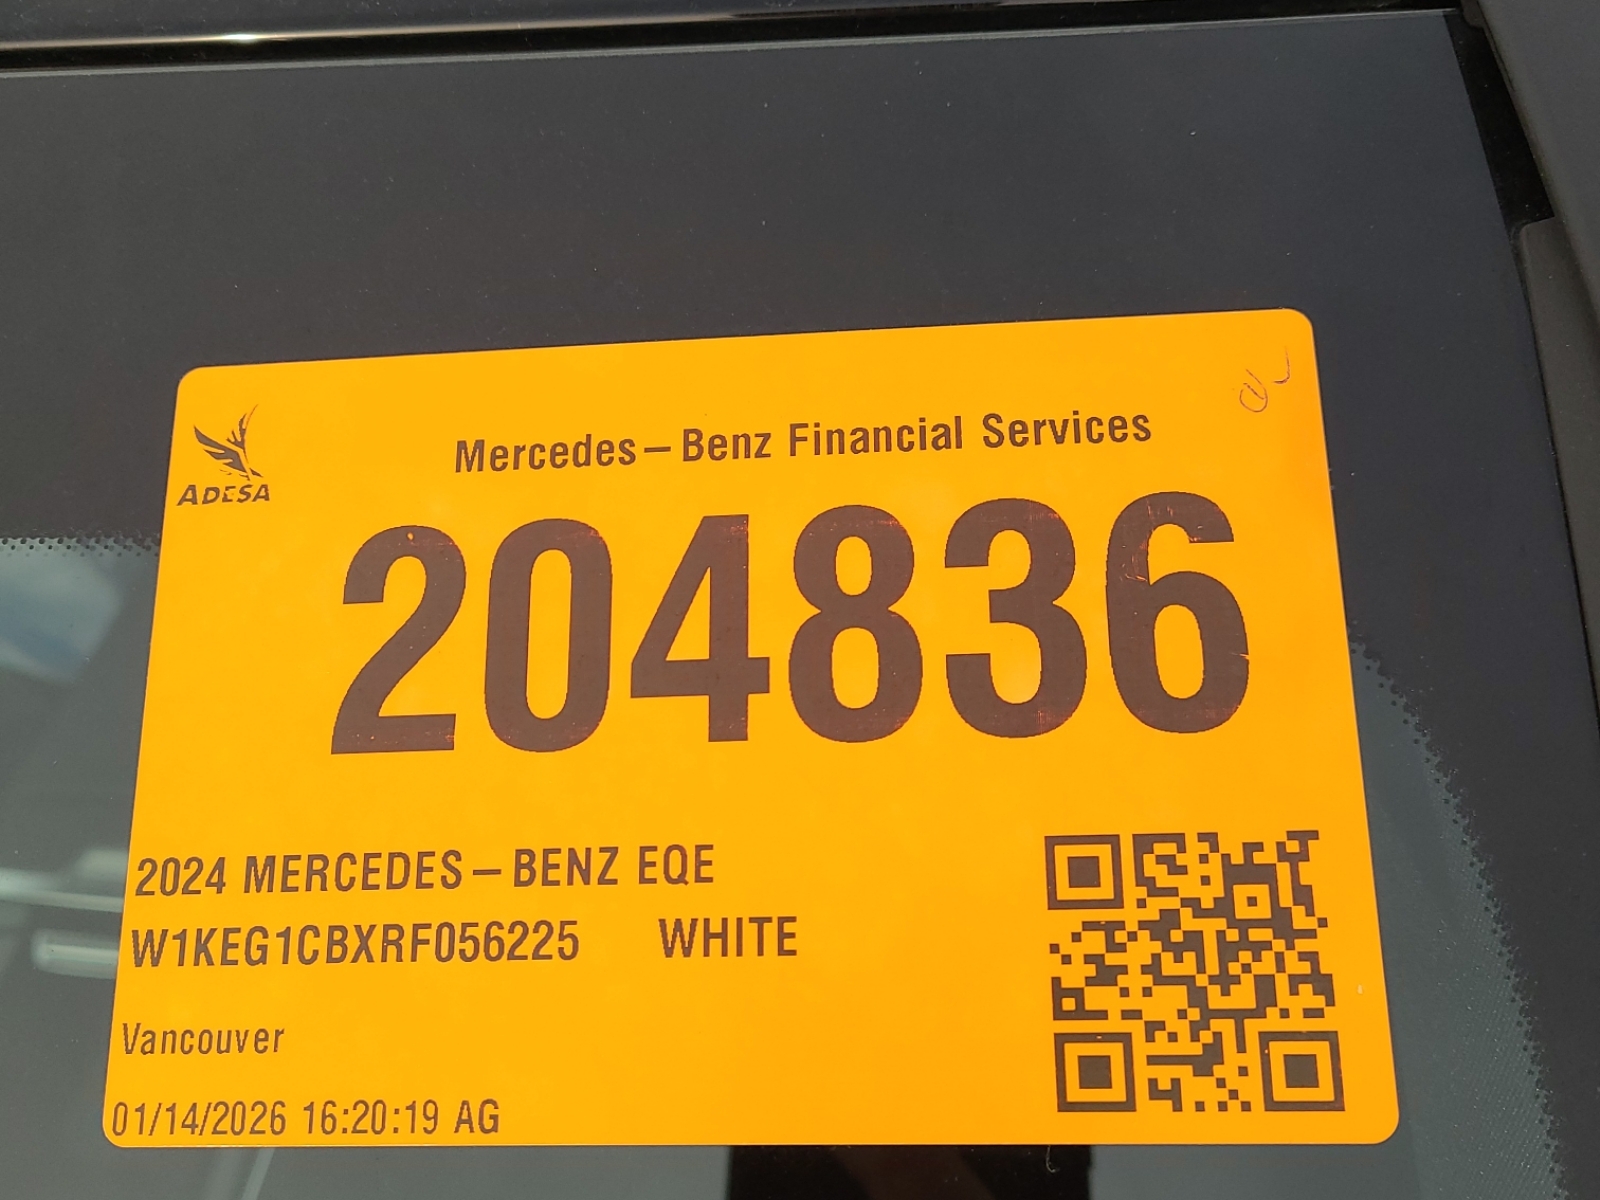 ADESA
Mercedes-Benz Financial Services
204836
2024 MERCEDES-BENZ EQE
W1KEG1CBXRF056225 WHITE
Vancouver
01/14/2026 16:20:19 AG